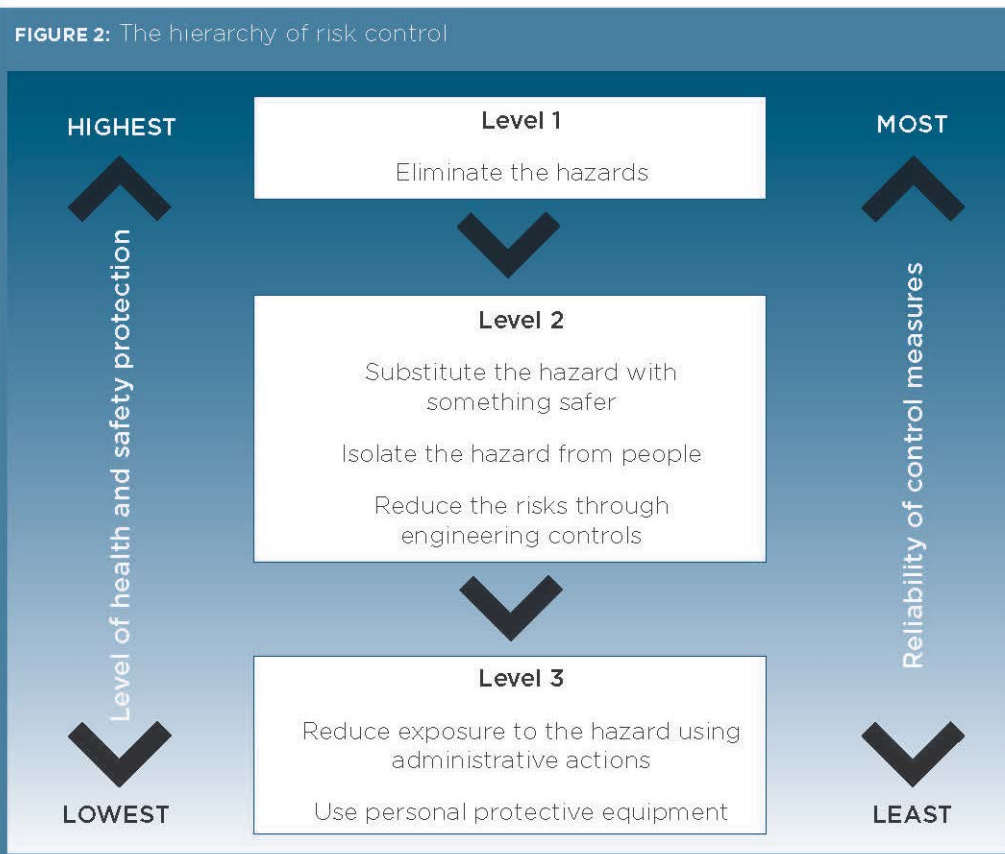 FIGURE 2: The hierarchy of risk control
HIGHEST
Level of health and safety protection
LOWEST
Level 1
Eliminate the hazards
Level 2
Substitute the hazard with
something safer
Isolate the hazard from people
Reduce the risks through
engineering controls
Level 3
Reduce exposure to the hazard using
administrative actions
Use personal protective equipment
MOST
Reliability of control measures
LEAST